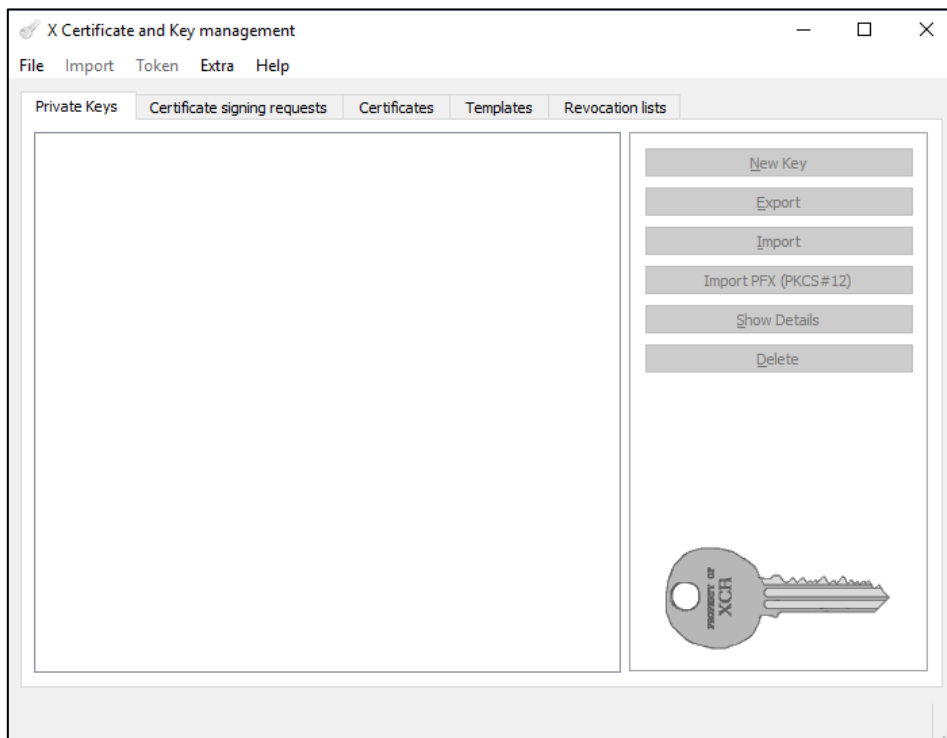 X Certificate and Key management
File Import Token Extra Help
Private Keys Certificate signing requests Certificates Templates Revocation lists
New Key
Export
Import
Import PFX (PKCS#12)
Show Details
Delete
PROPERTY OF
XCA